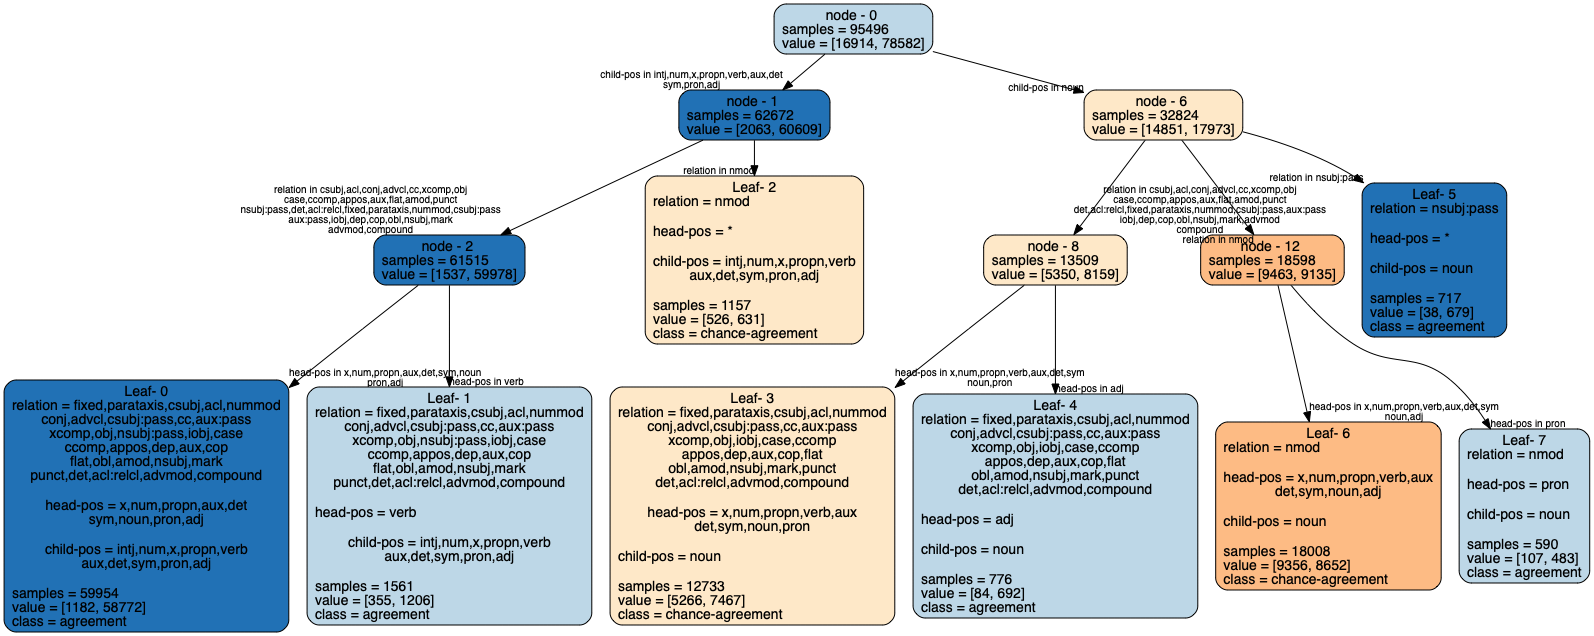 node - 0
samples = 95496
value = [16914, 78582]
child-pos in intj,num,x,propn,verb,aux,det
sym,pron,adj
child-pos in noun
node - 1
samples = 62672
value = [2063, 60609]
node - 6
samples = 32824
value = [14851, 17973]
relation in csubj,acl,conj,advcl,cc,xcomp,obj
case,ccomp,appos,aux,flat,amod,punct
nsubj:pass,det,acl:relcl,fixed,parataxis,nummod,csubj:pass
aux:pass,iobj,dep,cop,obl,nsubj,mark
advmod,compound
relation in nmod
relation in csubj,acl,conj,advcl,cc,xcomp,obj
case,ccomp,appos,aux,flat,amod,punct
det,acl:relcl,fixed,parataxis,nummod,csubj:pass,aux:pass
iobj,dep,cop,obl,nsubj,mark,advmod
compound
relation in nmod
relation in nsubj:pass
node - 2
samples = 61515
value = [1537, 59978]
Leaf- 2
relation = nmod
head-pos = *
child-pos = intj,num,x,propn,verb
aux,det,sym,pron,adj
samples = 1157
value = [526, 631]
class = chance-agreement
node - 8
samples = 13509
value = [5350, 8159]
node - 12
samples = 18598
value = [9463, 9135]
Leaf- 5
relation = nsubj:pass
head-pos = *
child-pos = noun
samples = 717
value = [38, 679]
class = agreement
head-pos in x,num,propn,aux,det,sym,noun
pron,adj
head-pos in verb
head-pos in x,num,propn,verb,aux,det,sym
noun,pron
head-pos in adj
head-pos in x,num,propn,verb,aux,det,sym
noun,adj
head-pos in pron
Leaf- 0
relation = fixed,parataxis,csubj,acl,nummod
conj,advcl,csubj:pass,cc,aux:pass
xcomp,obj,nsubj:pass,iobj,case
ccomp,appos,dep,aux,cop
flat,obl,amod,nsubj,mark
punct,det,acl:relcl,advmod,compound
head-pos = x,num,propn,aux,det
sym,noun,pron,adj
child-pos = intj,num,x,propn,verb
aux,det,sym,pron,adj
samples = 59954
value = [1182, 58772]
class = agreement
Leaf- 1
relation = fixed,parataxis,csubj,acl,nummod
conj,advcl,csubj:pass,cc,aux:pass
xcomp,obj,nsubj:pass,iobj,case
ccomp,appos,dep,aux,cop
flat,obl,amod,nsubj,mark
punct,det,acl:relcl,advmod,compound
head-pos = verb
child-pos = intj,num,x,propn,verb
aux,det,sym,pron,adj
samples = 1561
value = [355, 1206]
class = agreement
Leaf- 3
relation = fixed,parataxis,csubj,acl,nummod
conj,advcl,csubj:pass,cc,aux:pass
xcomp,obj,iobj,case,ccomp
appos,dep,aux,cop,flat
obl,amod,nsubj,mark,punct
det,acl:relcl,advmod,compound
head-pos = x,num,propn,verb,aux
det,sym,noun,pron
child-pos = noun
samples = 12733
value = [5266, 7467]
class = chance-agreement
Leaf- 4
relation = fixed,parataxis,csubj,acl,nummod
conj,advcl,csubj:pass,cc,aux:pass
xcomp,obj,iobj,case,ccomp
appos,dep,aux,cop,flat
obl,amod,nsubj,mark,punct
det,acl:relcl,advmod,compound
head-pos = adj
child-pos = noun
samples = 776
value = [84, 692]
class = agreement
Leaf- 6
relation = nmod
head-pos = x,num,propn,verb,aux
det,sym,noun,adj
child-pos = noun
samples = 18008
value = [9356, 8652]
class = chance-agreement
Leaf- 7
relation = nmod
head-pos = pron
child-pos = noun
samples = 590
value = [107, 483]
class = agreement